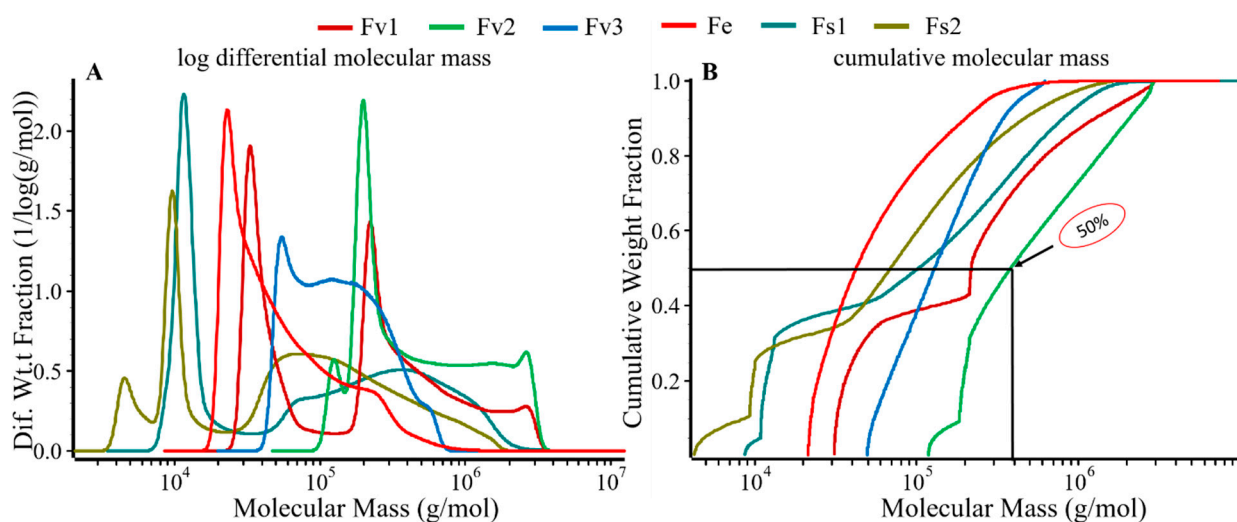 Fv1 Fv2 Fv3 Fe Fs1 Fs2
A log differential molecular mass
B cumulative molecular mass
Dif. Wt. Fraction (1/log(g/mol))
2.0
1.5
1.0
0.5
0.0
10^4 10^5 10^6 10^7
Molecular Mass (g/mol)
Cumulative Weight Fraction
1.0
0.8
0.6
0.4
0.2
50%
10^4 10^5 10^6
Molecular Mass (g/mol)